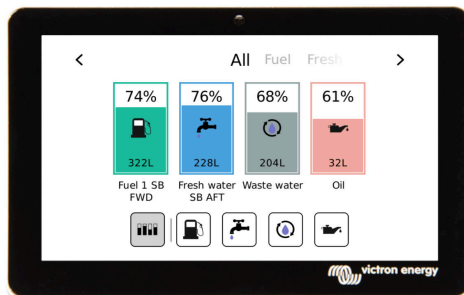 All Fuel Fresh
74% 76% 68% 61%
322L 228L 204L 32L
Fuel 1 SB Fresh water Waste water Oil
FWD SB AFT
victron energy